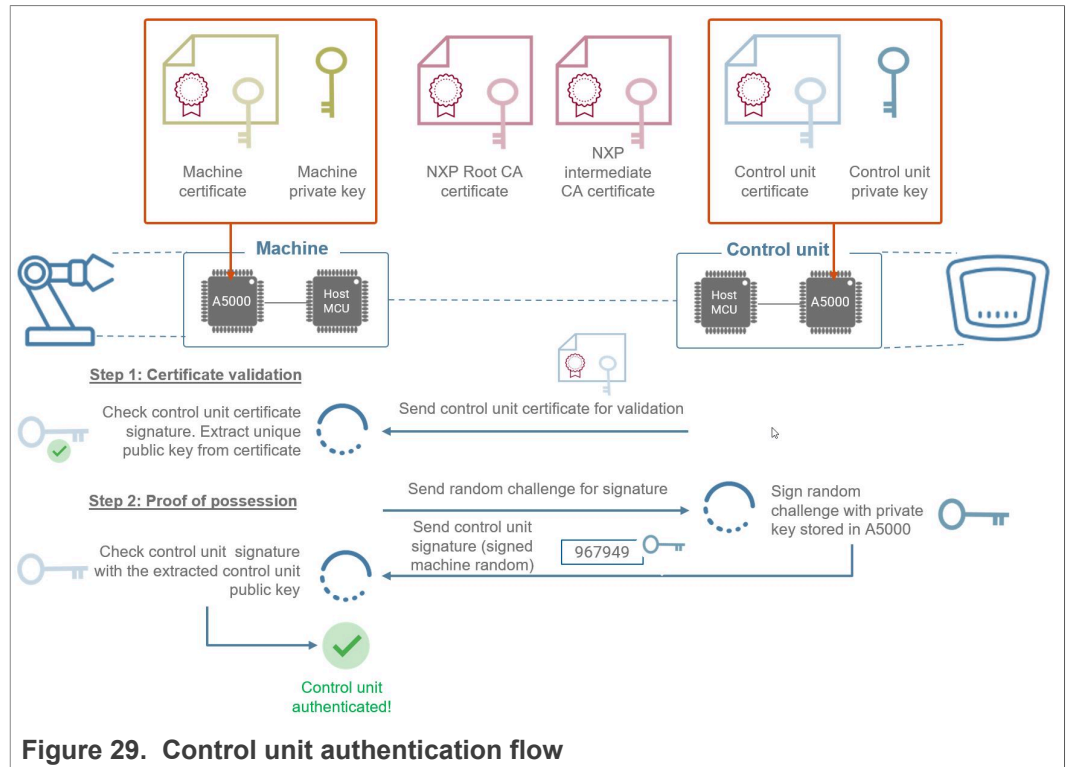 Machine
certificate
Machine
private key
NXP Root CA
certificate
NXP
intermediate
CA certificate
Control unit
certificate
Control unit
private key
Machine
A5000
Host
MCU
Control unit
Host
MCU
A5000
Step 1: Certificate validation
Check control unit certificate
signature. Extract unique
public key from certificate
Send control unit certificate for validation
Step 2: Proof of possession
Send random challenge for signature
Sign random
challenge with private
key stored in A5000
Send control unit
signature (signed
machine random)
967949
Check control unit signature
with the extracted control unit
public key
Control unit
authenticated!
Figure 29. Control unit authentication flow